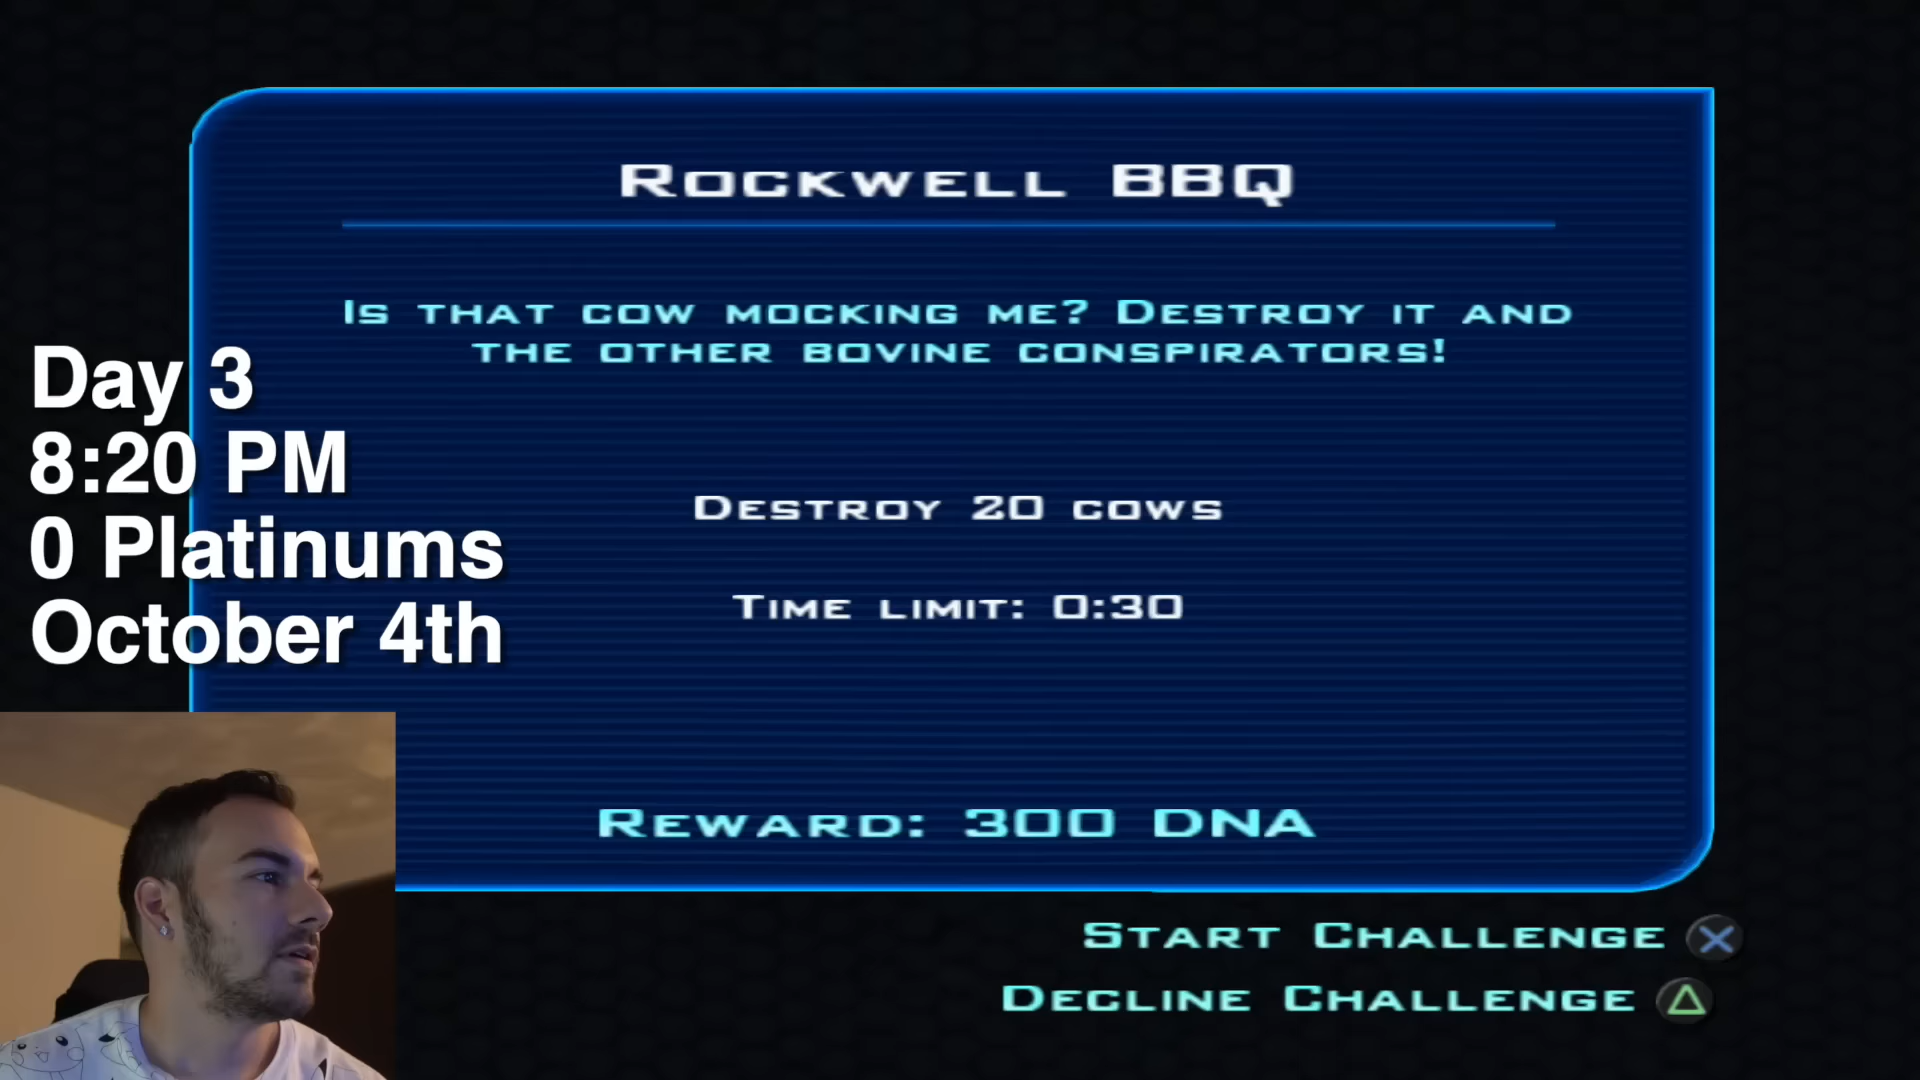 Rockwell BBQ
Is that cow mocking me? Destroy it and
the other bovine conspirators!
Day 3
8:20 PM
0 Platinums
October 4th
Destroy 20 cows
Time limit: 0:30
Reward: 300 DNA
Start Challenge
Decline Challenge